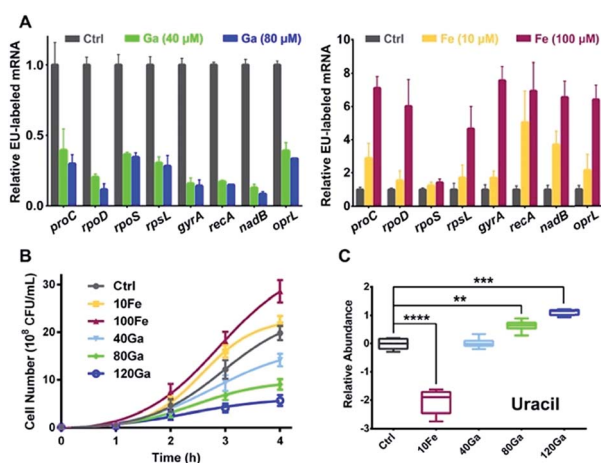 A
Ctrl Ga (40 μM) Ga (80 μM)
Relative EU-labeled mRNA
1.0
0.5
0.0
proC rpoD rpoS rpsL gyrA recA nadB oprL
Ctrl Fe (10 μM) Fe (100 μM)
Relative EU-labeled mRNA
10
8
6
4
2
0
proC rpoD rpoS rpsL gyrA recA nadB oprL
B
Cell Number (10⁸ CFU/mL)
30
20
10
0
Ctrl
10Fe
100Fe
40Ga
80Ga
120Ga
0 1 2 3 4
Time (h)
C
Relative Abundance
2
1
0
-1
-2
-3
***
**
****
Uracil
Ctrl 10Fe 40Ga 80Ga 120Ga